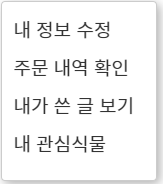 내 정보 수정
주문 내역 확인
내가 쓴 글 보기
내 관심식물